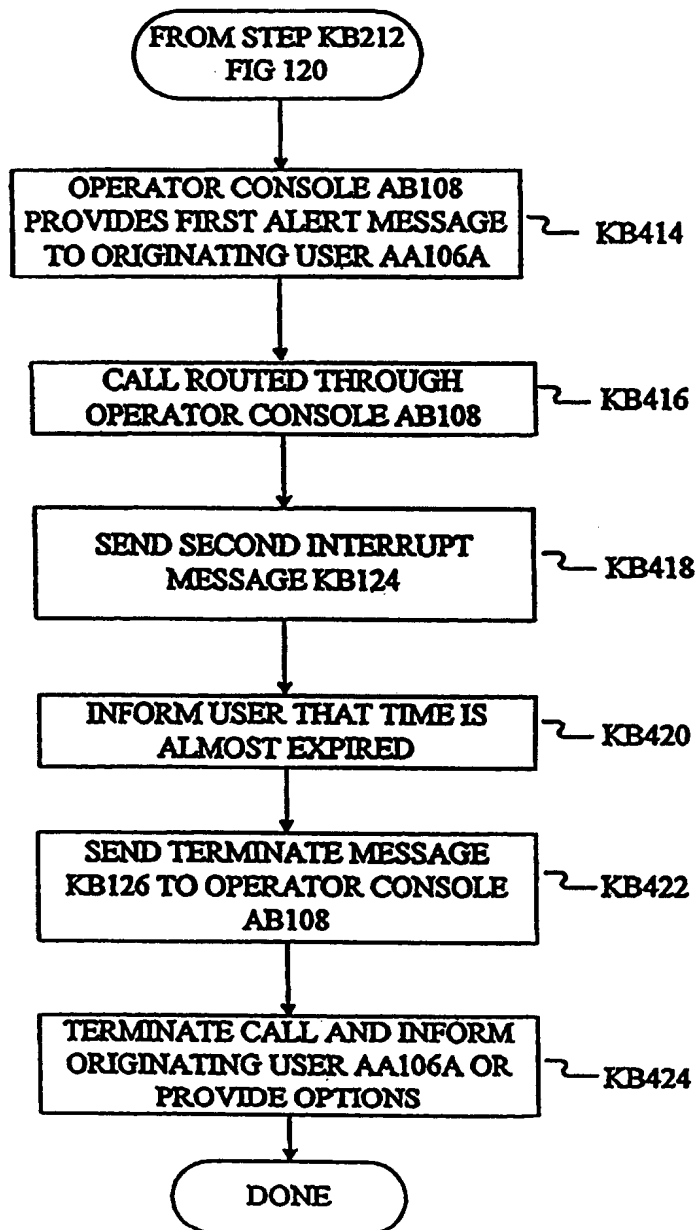 FROM STEP KB212
FIG 120
OPERATOR CONSOLE AB108
PROVIDES FIRST ALERT MESSAGE
TO ORIGINATING USER AA106A
KB414
CALL ROUTED THROUGH
OPERATOR CONSOLE AB108
KB416
SEND SECOND INTERRUPT
MESSAGE KB124
KB418
INFORM USER THAT TIME IS
ALMOST EXPIRED
KB420
SEND TERMINATE MESSAGE
KB126 TO OPERATOR CONSOLE
AB108
KB422
TERMINATE CALL AND INFORM
ORIGINATING USER AA106A OR
PROVIDE OPTIONS
KB424
DONE